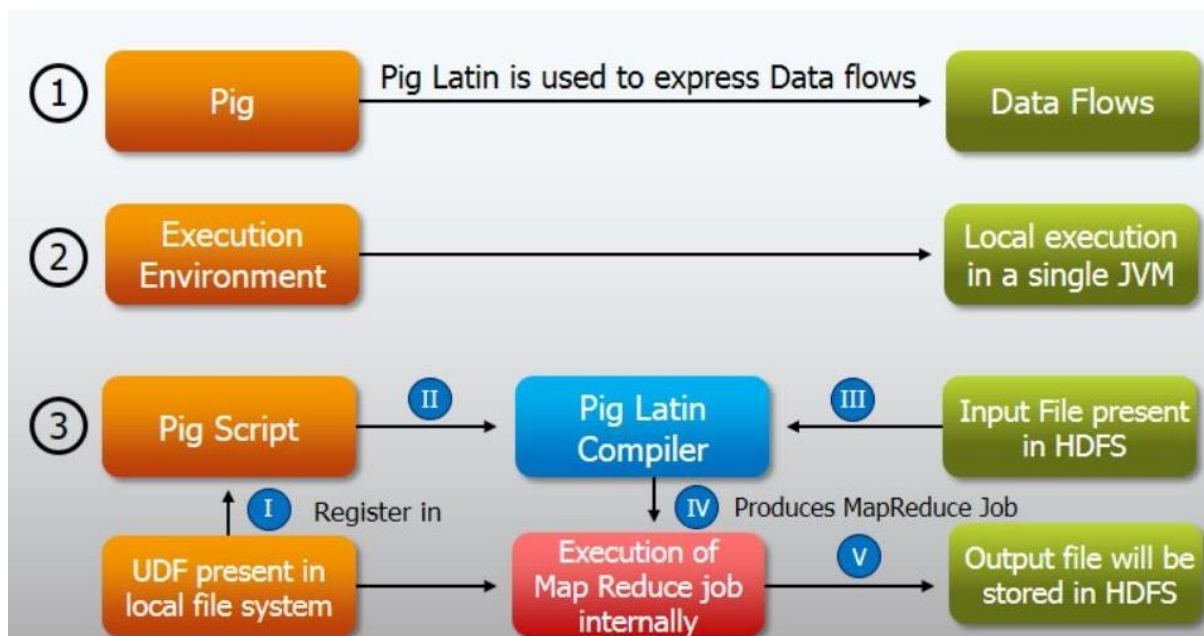 1
Pig
Pig Latin is used to express Data flows
Data Flows
2
Execution
Environment
Local execution
in a single JVM
3
Pig Script
II
Pig Latin
Compiler
III
Input File present
in HDFS
I
Register in
IV
Produces MapReduce Job
UDF present in
local file system
Execution of
Map Reduce job
internally
V
Output file will be
stored in HDFS